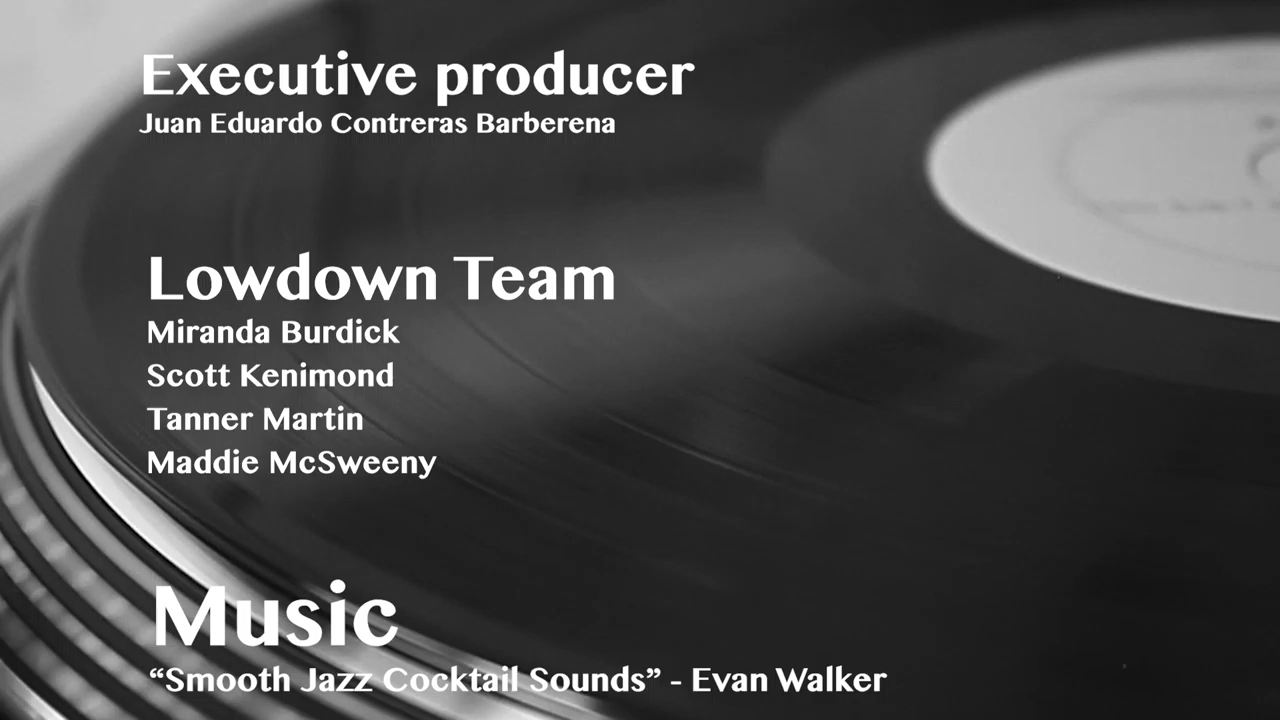 Executive producer
Juan Eduardo Contreras Barberena
Lowdown Team
Miranda Burdick
Scott Kenimond
Tanner Martin
Maddie McSweeny
Music
“Smooth Jazz Cocktail Sounds” - Evan Walker